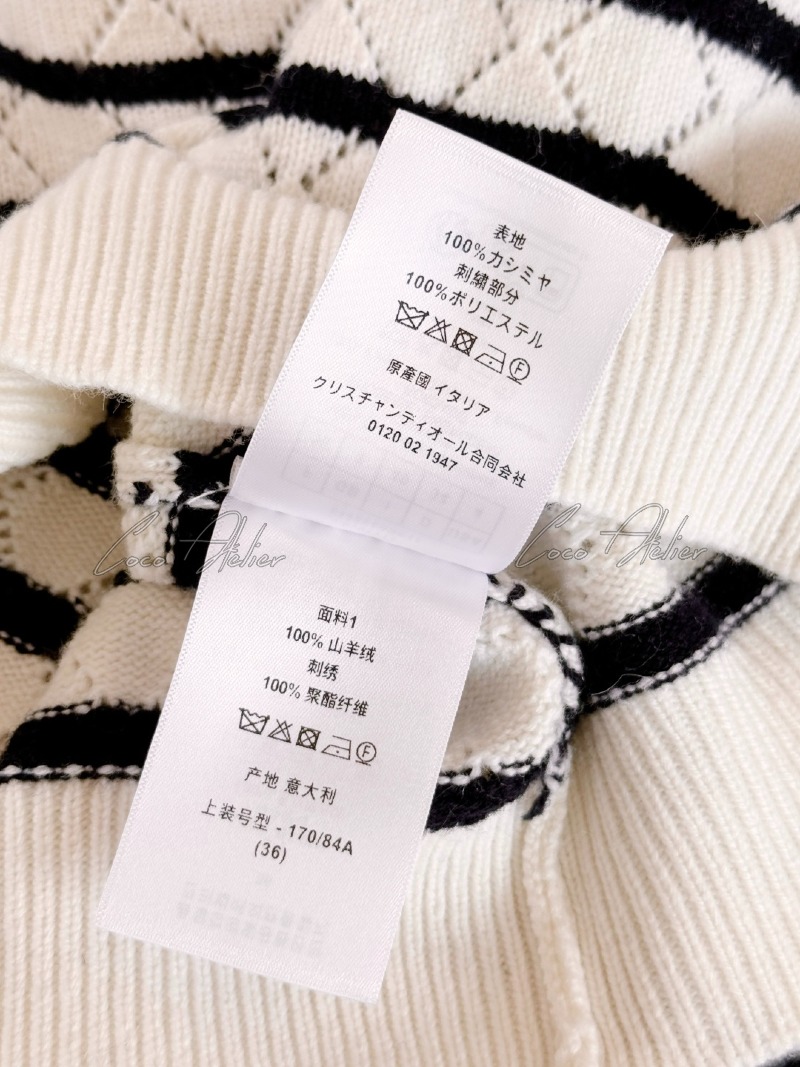 表地
100%カシミヤ
刺繍部分
100%ポリエステル
F
原產國 イタリア
クリスチャンディオール合同会社
0120 02 1947
Coco Atelier
Coco Atelier
面料1
100% 山羊绒
刺绣
100% 聚酯纤维
F
产地 意大利
上装号型 - 170/84A
(36)